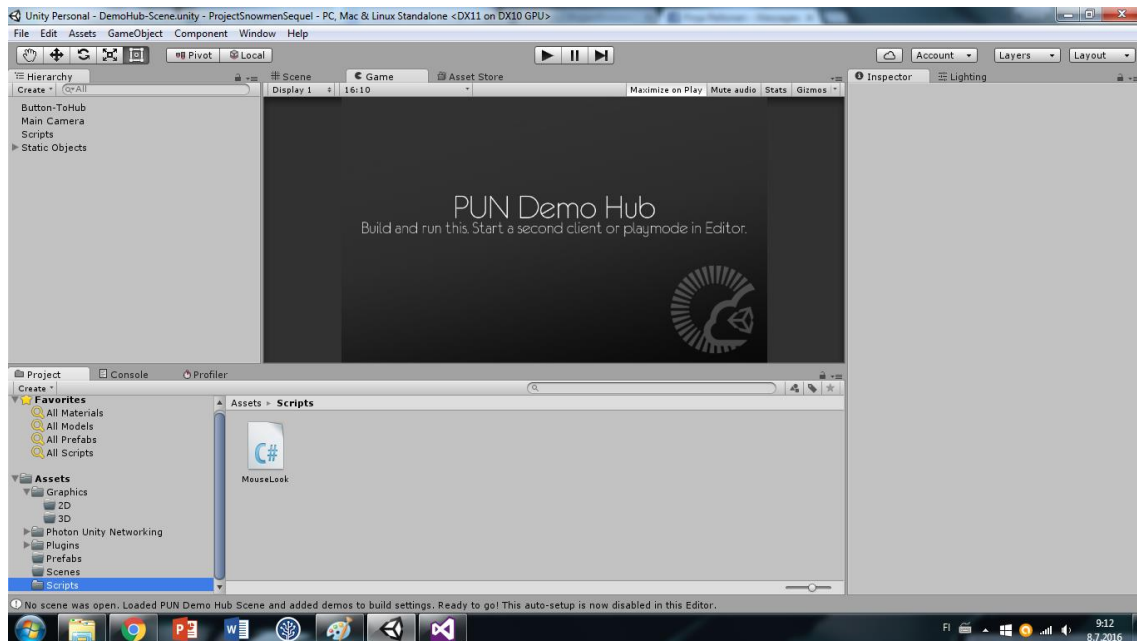 Unity Personal - DemoHub-Scene.unity - ProjectSnowmenSequel - PC, Mac & Linux Standalone <DX11 on DX10 GPU>
File Edit Assets GameObject Component Window Help
Pivot Local Account Layers Layout
Hierarchy
Create All
Button-ToHub
Main Camera
Scripts
Static Objects
Scene Game Asset Store
Display 1 16:10 Maximize on Play Mute audio Stats Gizmos
PUN Demo Hub
Build and run this. Start a second client or playmode in Editor.
Inspector Lighting
Project Console Profiler
Create
Favorites
All Materials
All Models
All Prefabs
All Scripts
Assets
Graphics
2D
3D
Photon Unity Networking
Plugins
Prefabs
Scenes
Scripts
Assets ▸ Scripts
C#
MouseLook
No scene was open. Loaded PUN Demo Hub Scene and added demos to build settings. Ready to go! This auto-setup is now disabled in this Editor.
FI 9:12
8.7.2016